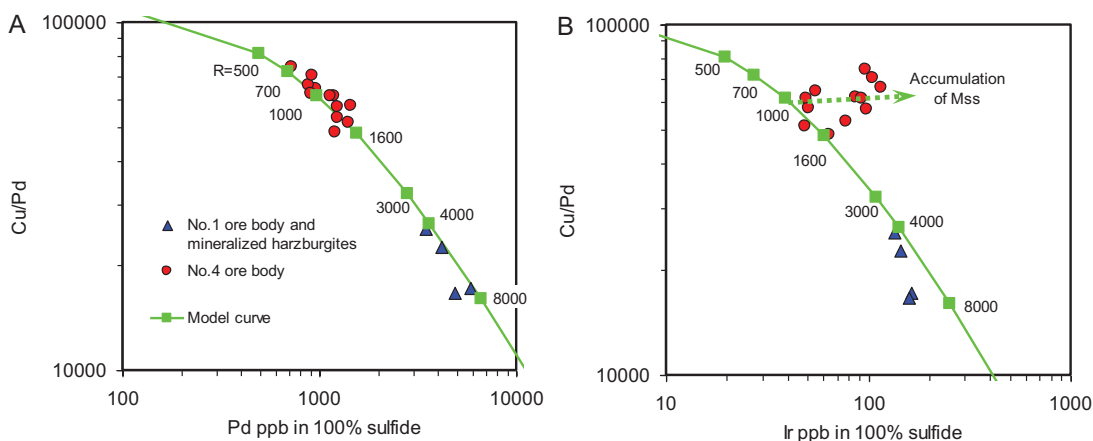 A
100000
10000
Cu/Pd
R=500
700
1000
1600
3000
4000
8000
No.1 ore body and
mineralized harzburgites
No.4 ore body
Model curve
100
1000
10000
Pd ppb in 100% sulfide
B
100000
10000
Cu/Pd
500
700
1000
1600
3000
4000
8000
Accumulation
of Mss
10
100
1000
Ir ppb in 100% sulfide